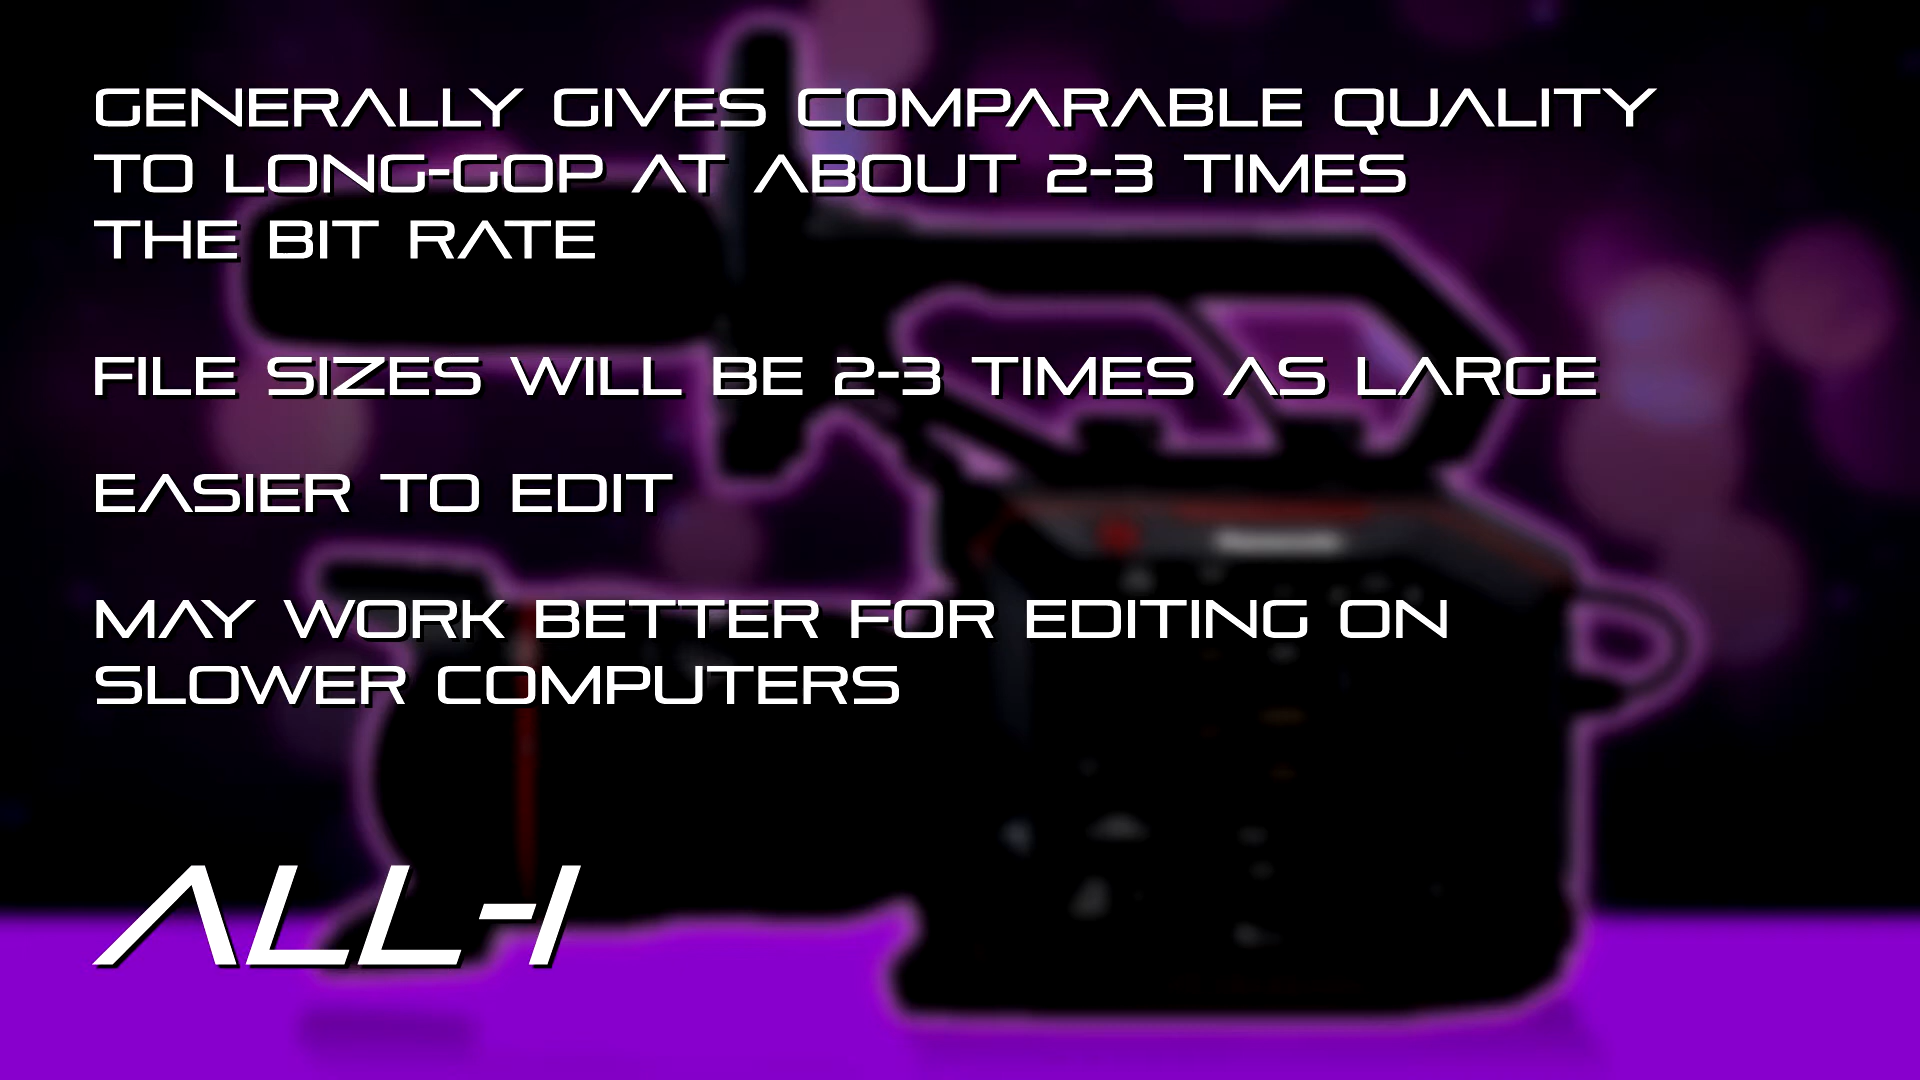 GENERALLY GIVES COMPARABLE QUALITY
TO LONG-GOP AT ABOUT 2-3 TIMES
THE BIT RATE
FILE SIZES WILL BE 2-3 TIMES AS LARGE
EASIER TO EDIT
MAY WORK BETTER FOR EDITING ON
SLOWER COMPUTERS
ALL-I